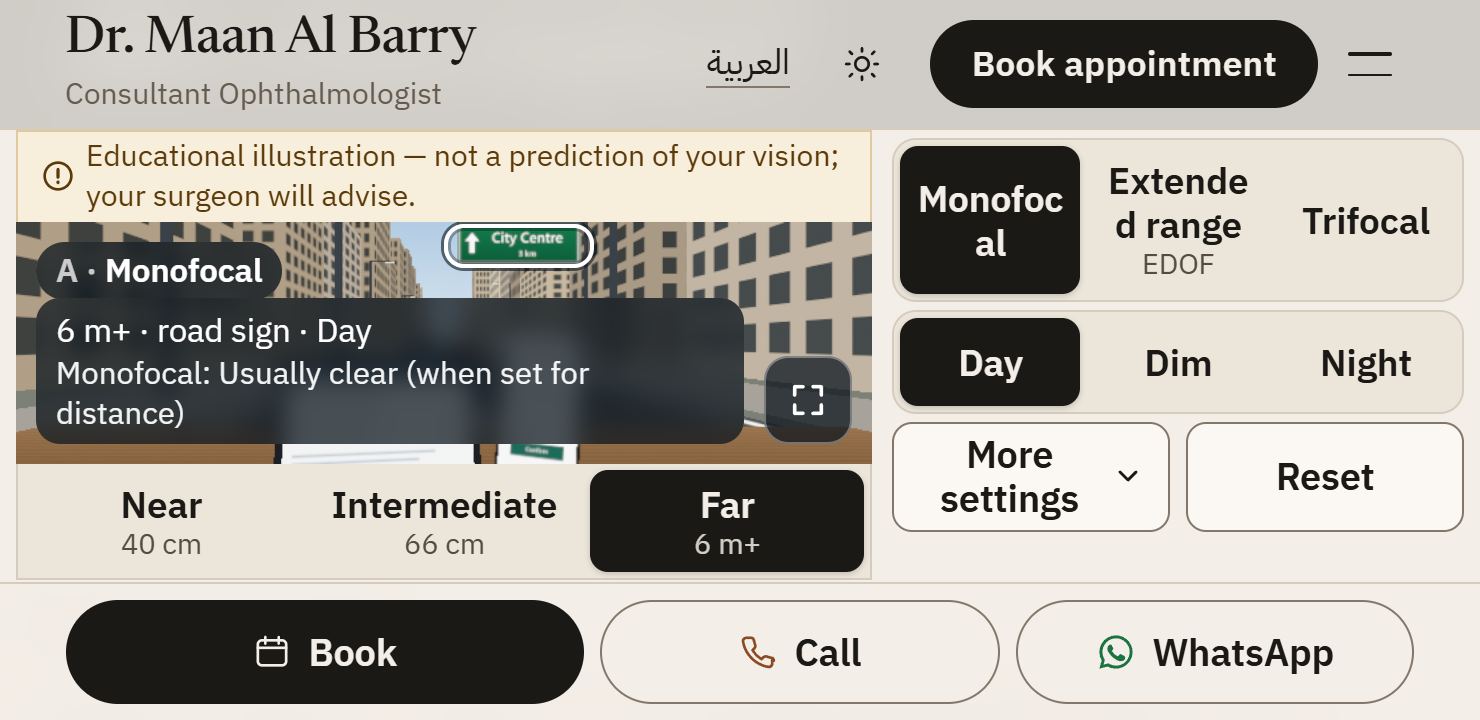 Dr. Maan Al Barry
Consultant Ophthalmologist
العربية
Book appointment
Educational illustration — not a prediction of your vision;
your surgeon will advise.
City Centre
3 km
A · Monofocal
6 m+ · road sign · Day
Monofocal: Usually clear (when set for
distance)
Near
40 cm
Intermediate
66 cm
Far
6 m+
Monofoc
al
Extende
d range
EDOF
Trifocal
Day
Dim
Night
More
settings
Reset
Book
Call
WhatsApp